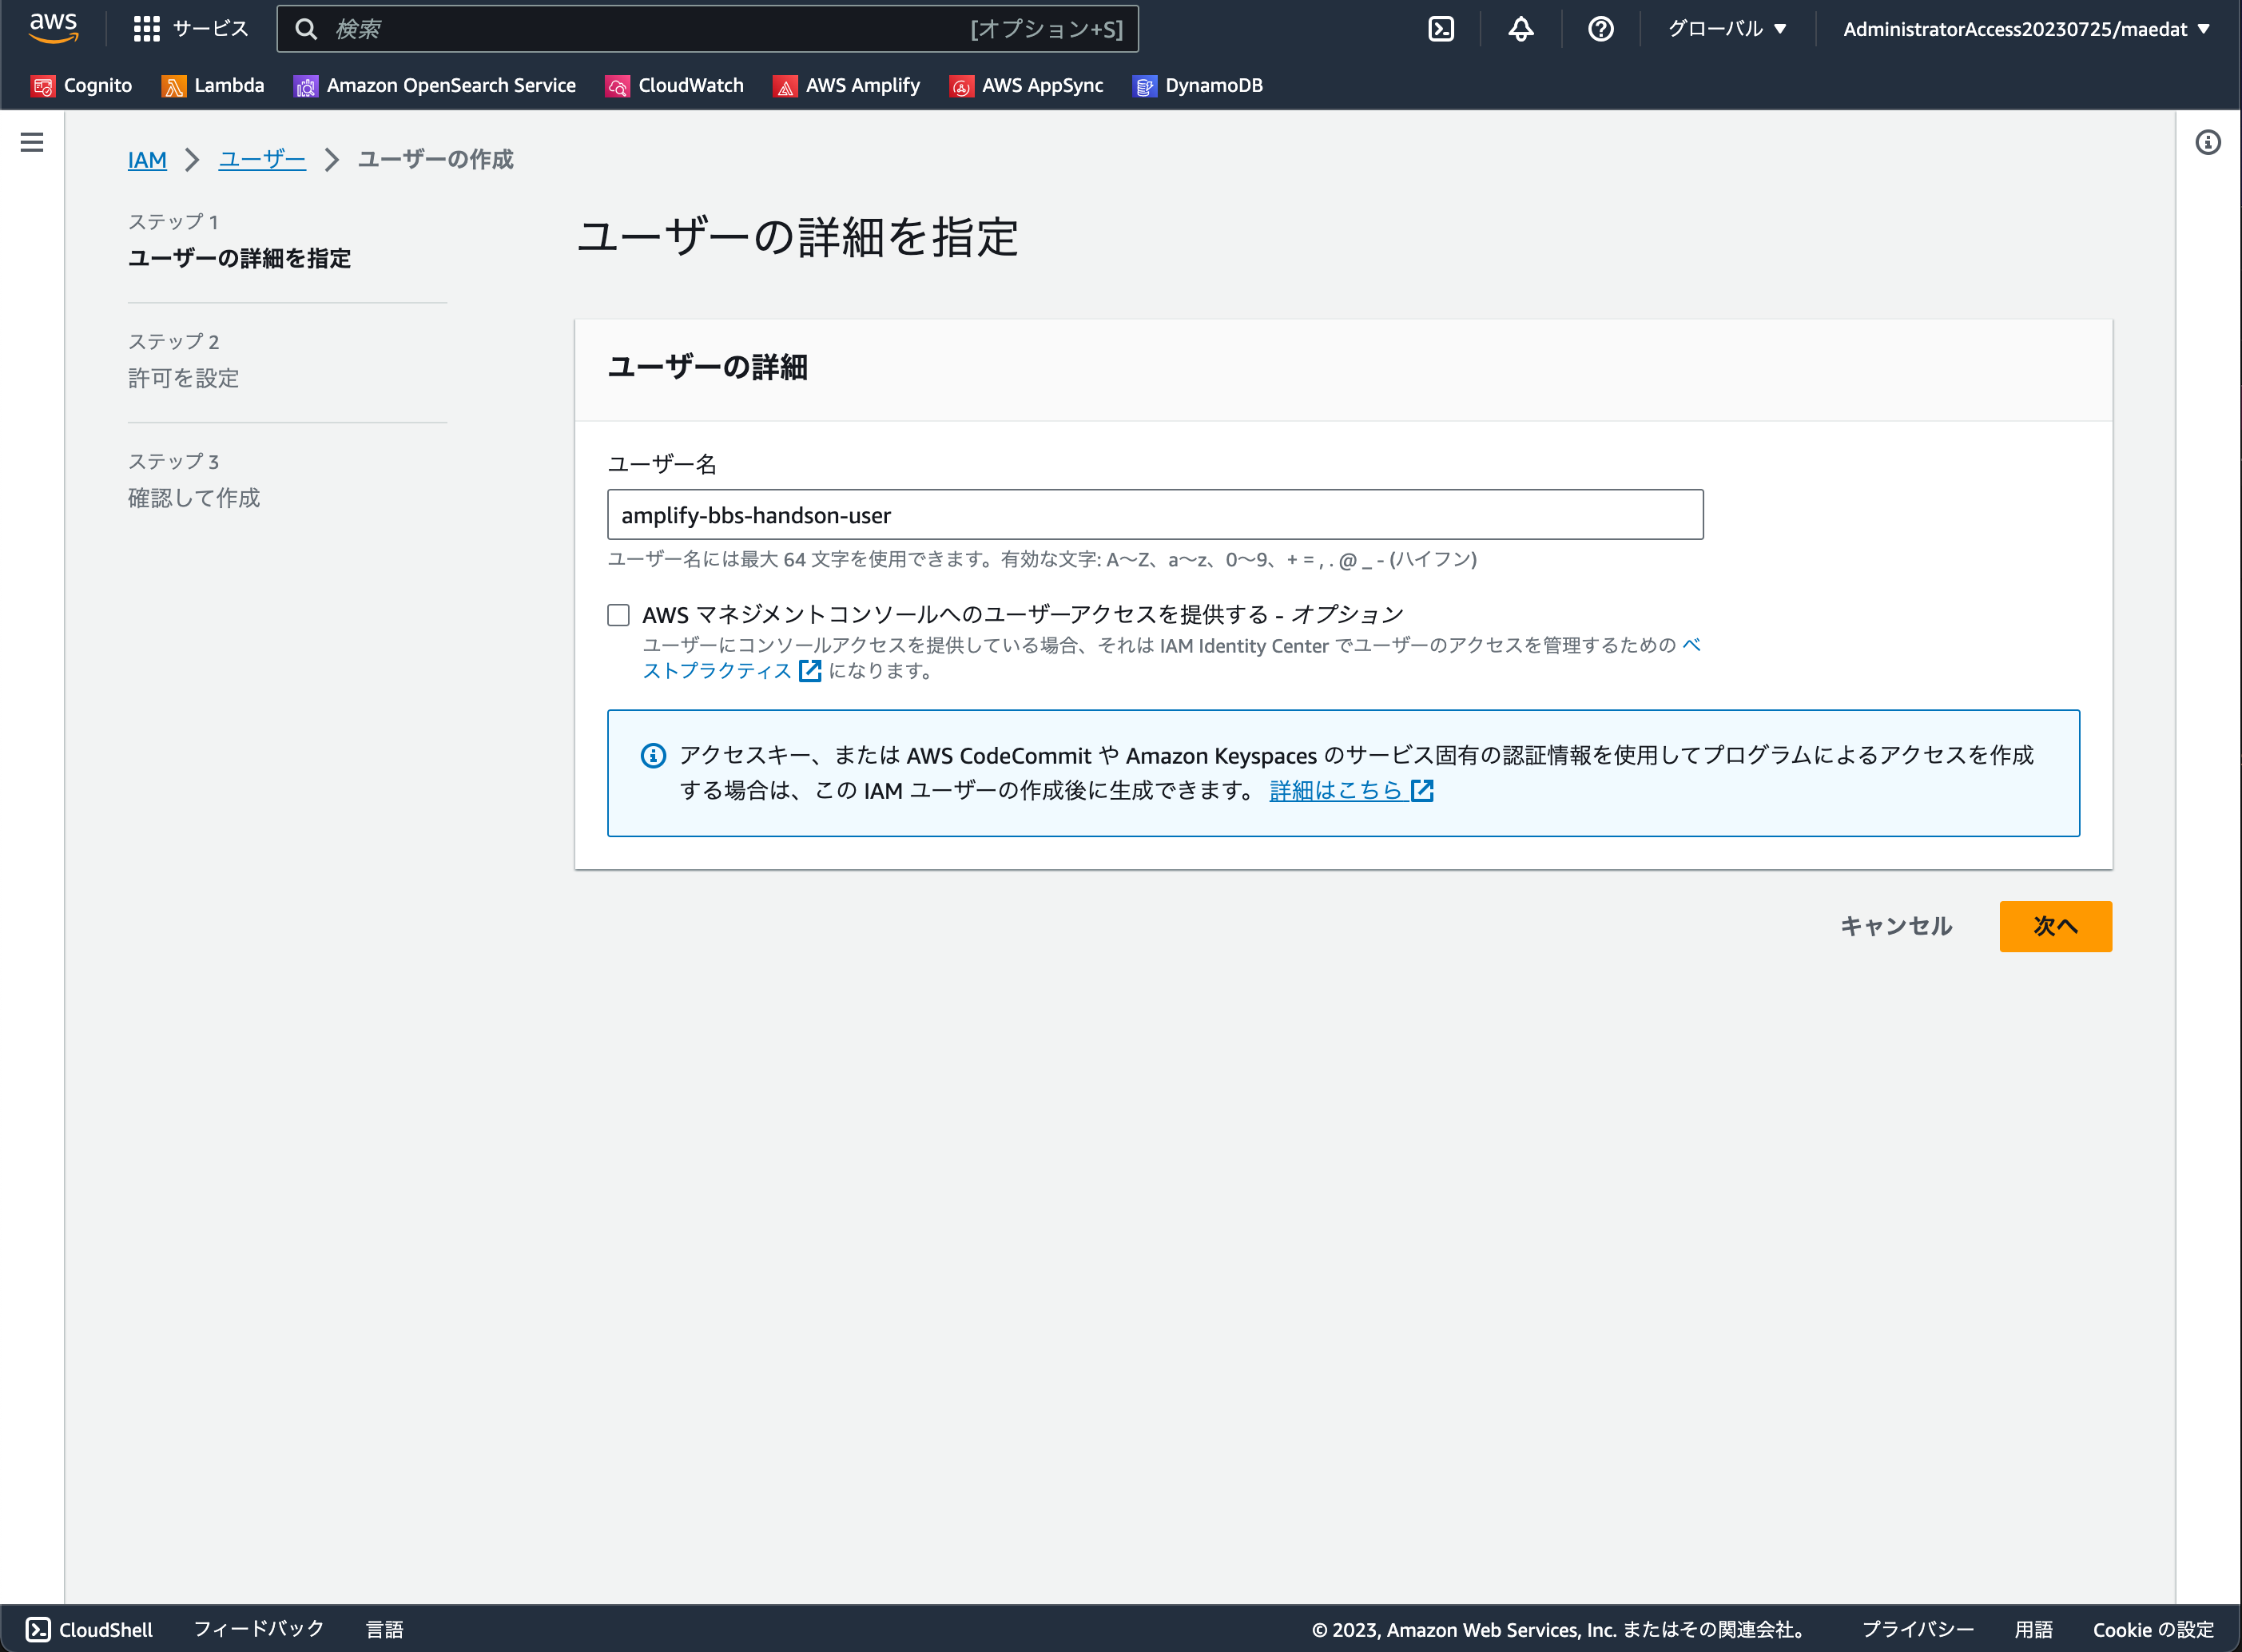 aws
サービス
検索
[オプション+S]
グローバル
AdministratorAccess20230725/maedat
Cognito
Lambda
Amazon OpenSearch Service
CloudWatch
AWS Amplify
AWS AppSync
DynamoDB
IAM
ユーザー
ユーザーの作成
ステップ 1
ユーザーの詳細を指定
ステップ 2
許可を設定
ステップ 3
確認して作成
ユーザーの詳細を指定
ユーザーの詳細
ユーザー名
amplify-bbs-handson-user
ユーザー名には最大 64 文字を使用できます。有効な文字: A〜Z、a〜z、0〜9、+ = , . @ _ - (ハイフン)
AWS マネジメントコンソールへのユーザーアクセスを提供する - オプション
ユーザーにコンソールアクセスを提供している場合、それは IAM Identity Center でユーザーのアクセスを管理するための ベ
ストプラクティス になります。
アクセスキー、または AWS CodeCommit や Amazon Keyspaces のサービス固有の認証情報を使用してプログラムによるアクセスを作成
する場合は、この IAM ユーザーの作成後に生成できます。 詳細はこちら
キャンセル
次へ
CloudShell
フィードバック
言語
© 2023, Amazon Web Services, Inc. またはその関連会社。
プライバシー
用語
Cookie の設定